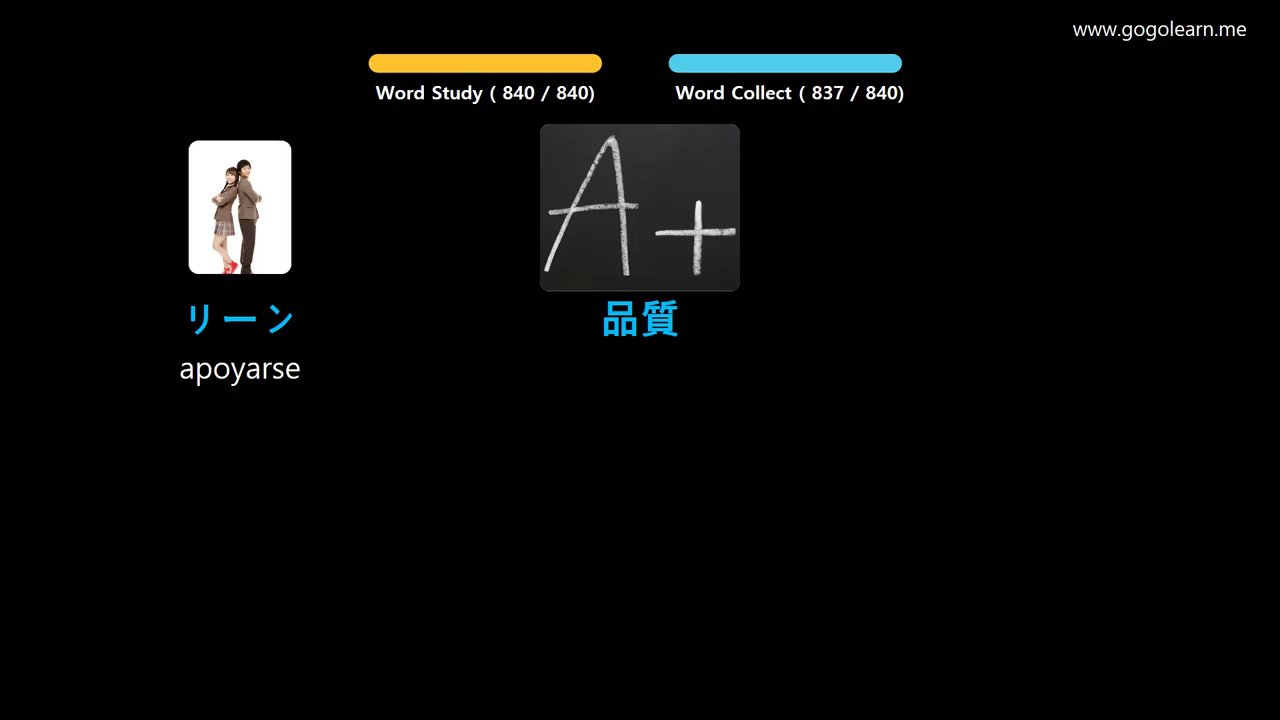 www.gogolearn.me
Word Study ( 840 / 840)
Word Collect ( 837 / 840)
A+
リーン
品質
apoyarse